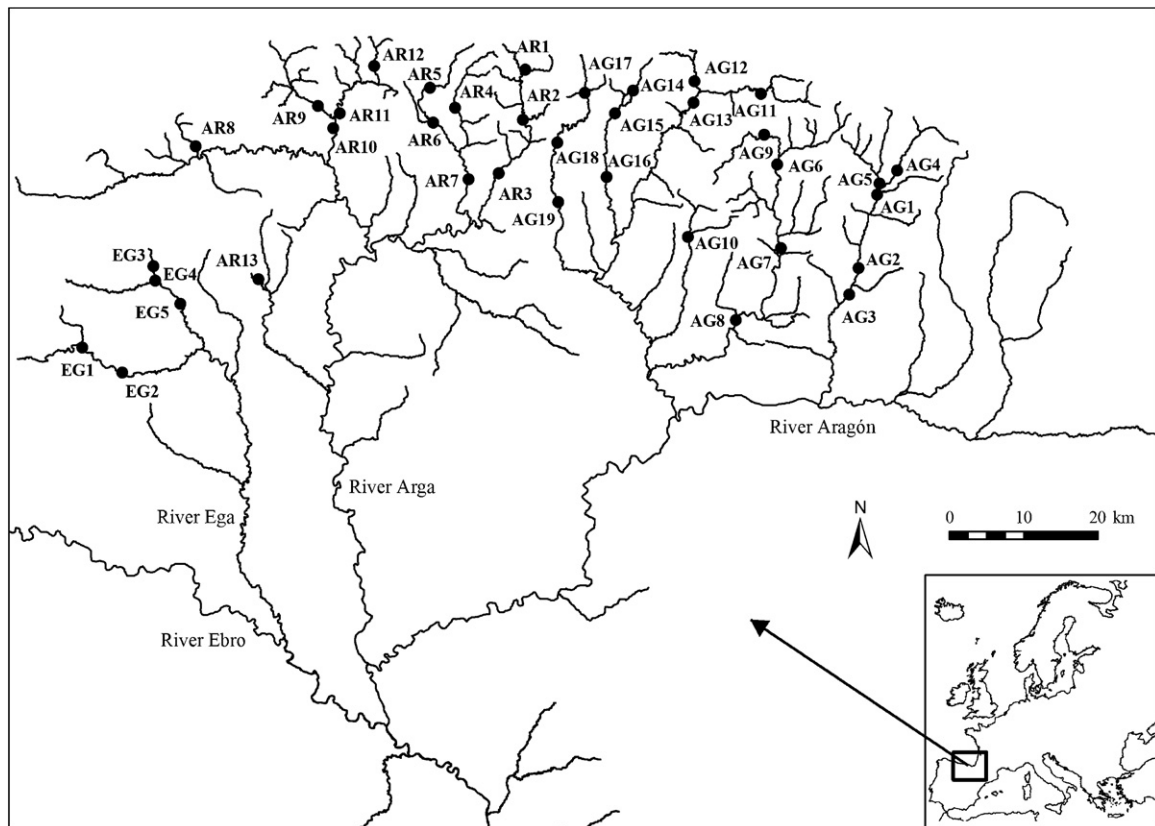 AR12
AR1
AG17
AG12
AR5
AG14
AR4
AR2
AR9
AR11
AG13
AG11
AG15
AR8
AR6
AR10
AG9
AG18
AG16
AG6
AG5
AG4
AR7
AR3
AG1
AG19
AG10
EG3
AR13
AG7
AG2
EG4
EG5
AG3
AG8
EG1
EG2
River Aragón
River Arga
River Ega
N
0 10 20 km
River Ebro